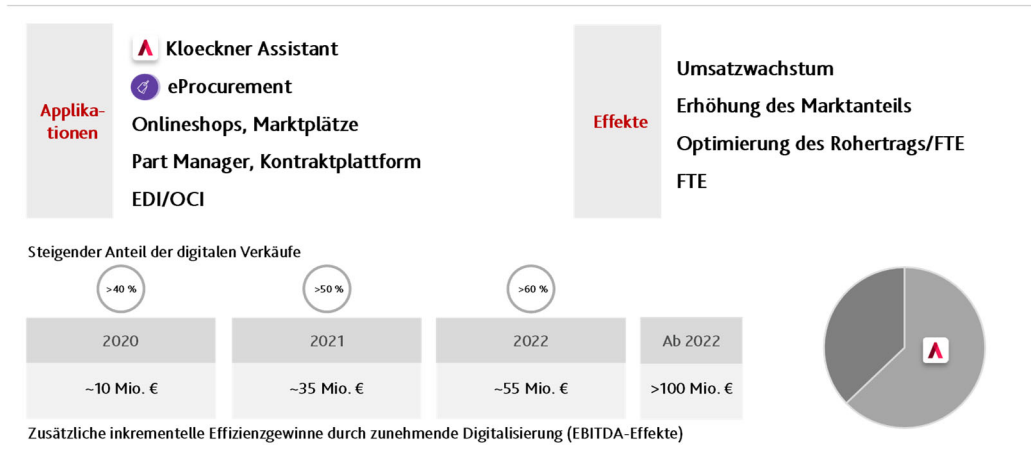 Applika-
tionen
Kloeckner Assistant
eProcurement
Onlineshops, Marktplätze
Part Manager, Kontraktplattform
EDI/OCI
Effekte
Umsatzwachstum
Erhöhung des Marktanteils
Optimierung des Rohertrags/FTE
FTE
Steigender Anteil der digitalen Verkäufe
>40 % >50 % >60 %
2020 2021 2022 Ab 2022
~10 Mio. € ~35 Mio. € ~55 Mio. € >100 Mio. €
Zusätzliche inkrementelle Effizienzgewinne durch zunehmende Digitalisierung (EBITDA-Effekte)